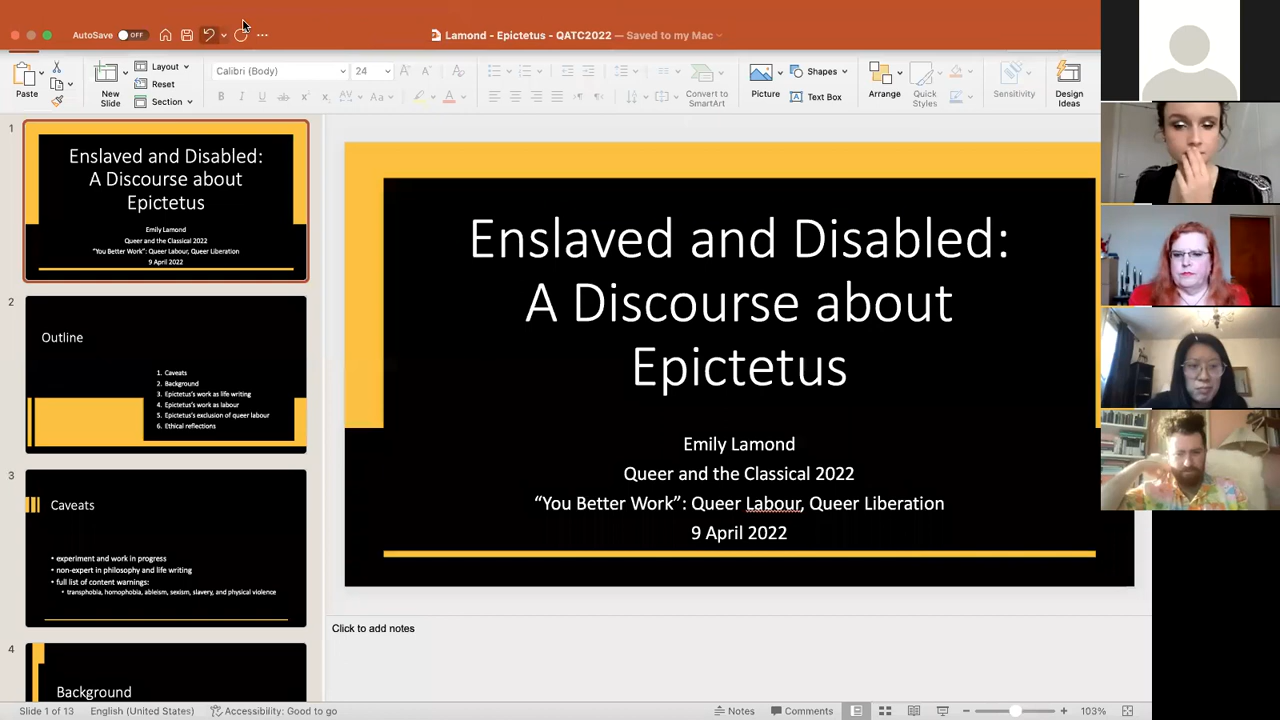 AutoSave OFF
Lamond - Epictetus - QATC2022 — Saved to my Mac
Paste
New Slide
Layout
Reset
Section
Calibri (Body)
24
Convert to SmartArt
Picture
Shapes
Text Box
Arrange
Quick Styles
Sensitivity
Design Ideas
1
Enslaved and Disabled:
A Discourse about
Epictetus
Emily Lamond
Queer and the Classical 2022
“You Better Work”: Queer Labour, Queer Liberation
9 April 2022
2
Outline
1. Caveats
2. Background
3. Epictetus’s work as life writing
4. Epictetus’s work as labour
5. Epictetus’s exclusion of queer labour
6. Ethical reflections
3
Caveats
• experiment and work in progress
• non-expert in philosophy and life writing
• full list of content warnings:
• transphobia, homophobia, ableism, sexism, slavery, and physical violence
4
Background
Enslaved and Disabled:
A Discourse about
Epictetus
Emily Lamond
Queer and the Classical 2022
“You Better Work”: Queer Labour, Queer Liberation
9 April 2022
Click to add notes
Slide 1 of 13
English (United States)
Accessibility: Good to go
Notes
Comments
103%